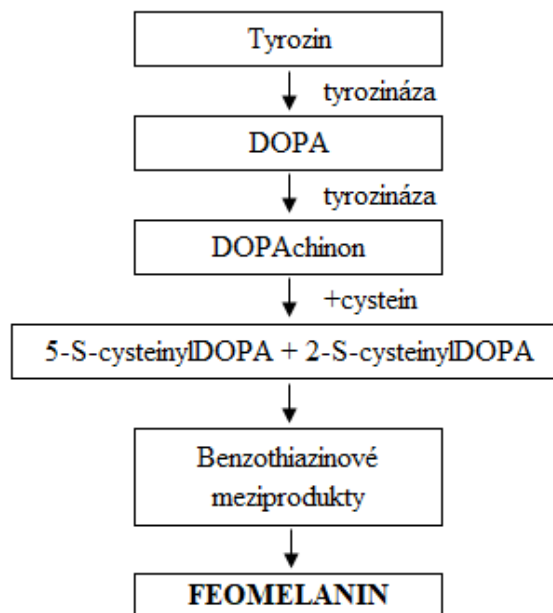 Tyrozin
tyrozináza
DOPA
tyrozináza
DOPAchinon
+cystein
5-S-cysteinylDOPA + 2-S-cysteinylDOPA
Benzothiazinové
meziprodukty
FEOMELANIN